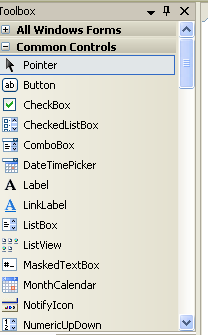 Toolbox
All Windows Forms
Common Controls
Pointer
Button
CheckBox
CheckedListBox
ComboBox
DateTimePicker
Label
LinkLabel
ListBox
ListView
MaskedTextBox
MonthCalendar
NotifyIcon
NumericUpDown